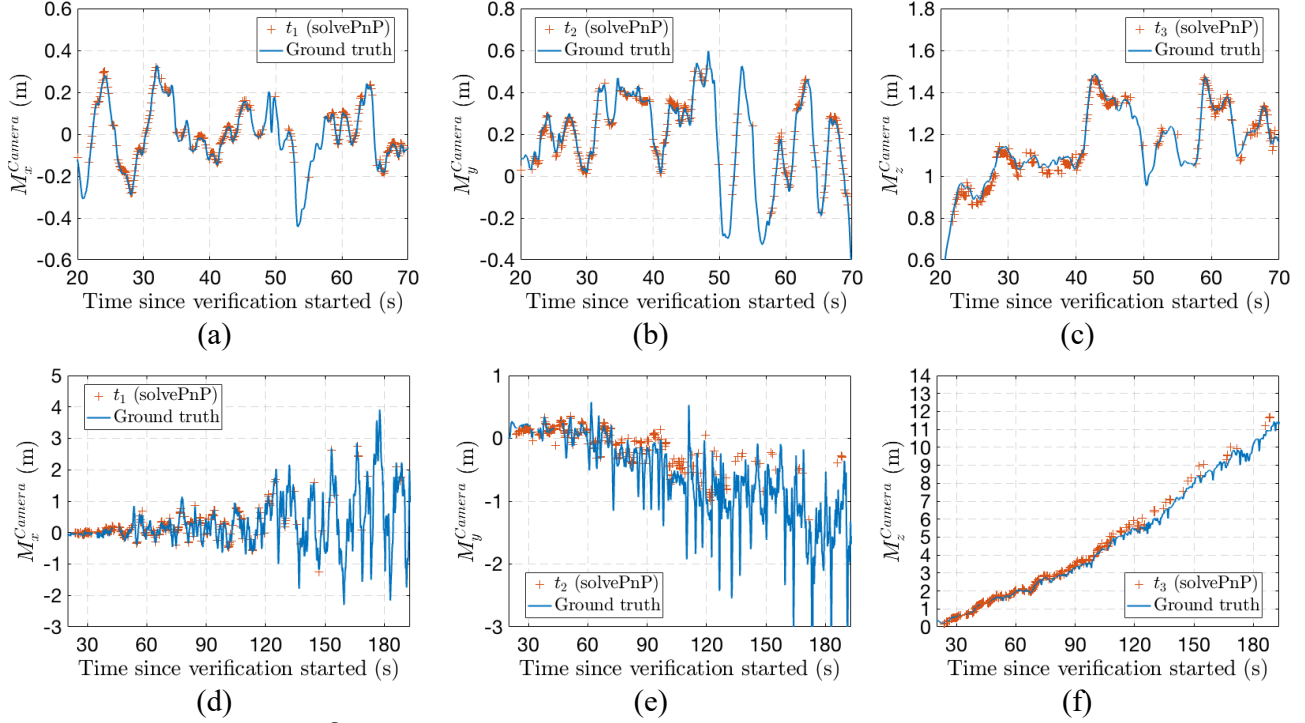 0.6
0.4
0.2
0
-0.2
-0.4
-0.6
M_x^Camera (m)
+ t₁ (solvePnP)
Ground truth
20 30 40 50 60 70
Time since verification started (s)
(a)
0.8
0.6
0.4
0.2
0
-0.2
-0.4
M_y^Camera (m)
+ t₂ (solvePnP)
Ground truth
20 30 40 50 60 70
Time since verification started (s)
(b)
1.8
1.6
1.4
1.2
1
0.8
0.6
M_z^Camera (m)
+ t₃ (solvePnP)
Ground truth
20 30 40 50 60 70
Time since verification started (s)
(c)
5
4
3
2
1
0
-1
-2
-3
M_x^Camera (m)
+ t₁ (solvePnP)
Ground truth
30 60 90 120 150 180
Time since verification started (s)
(d)
1
0
-1
-2
-3
M_y^Camera (m)
+ t₂ (solvePnP)
Ground truth
30 60 90 120 150 180
Time since verification started (s)
(e)
14
13
12
11
10
9
8
7
6
5
4
3
2
1
0
M_z^Camera (m)
+ t₃ (solvePnP)
Ground truth
30 60 90 120 150 180
Time since verification started (s)
(f)